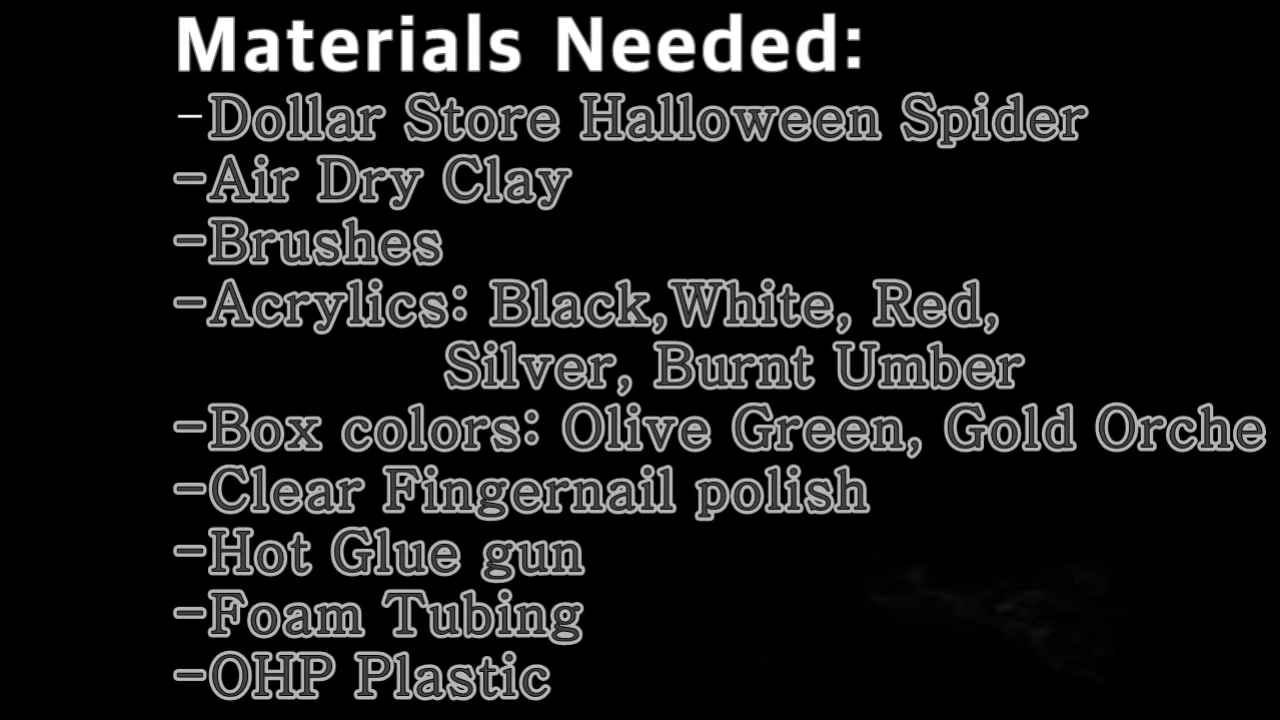 Materials Needed:
-Dollar Store Halloween Spider
-Air Dry Clay
-Brushes
-Acrylics: Black,White, Red,
Silver, Burnt Umber
-Box colors: Olive Green, Gold Orche
-Clear Fingernail polish
-Hot Glue gun
-Foam Tubing
-OHP Plastic